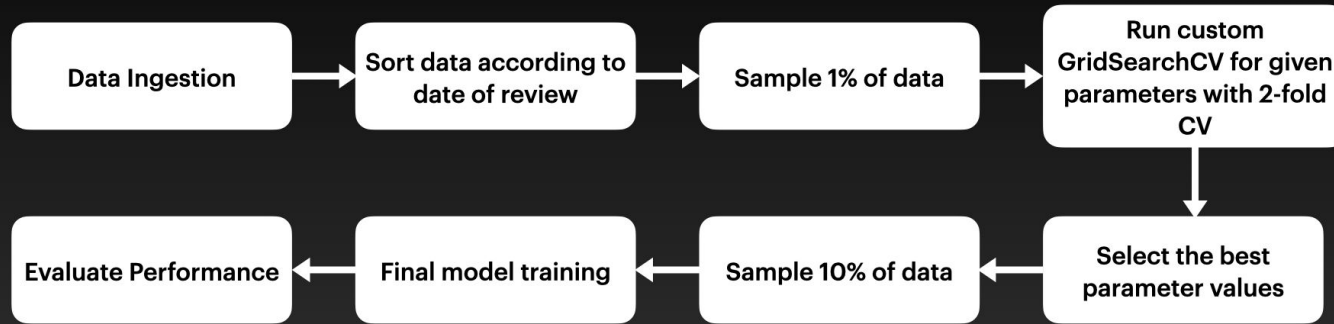 Data Ingestion
Sort data according to
date of review
Sample 1% of data
Run custom
GridSearchCV for given
parameters with 2-fold
CV
Evaluate Performance
Final model training
Sample 10% of data
Select the best
parameter values